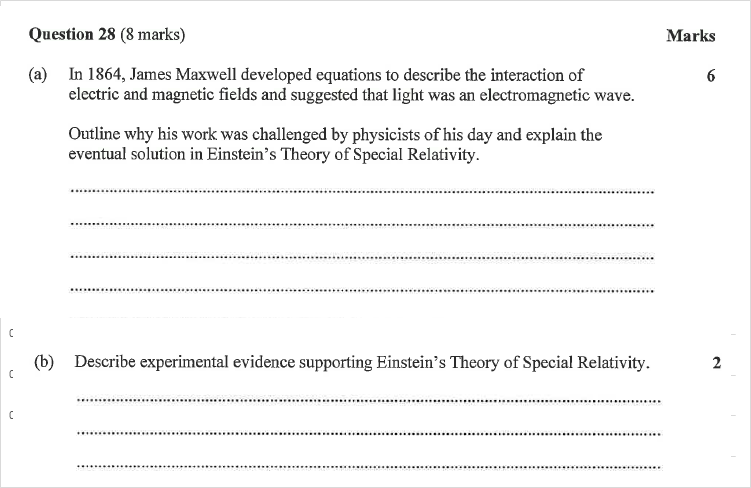 Question 28 (8 marks)
Marks
(a) In 1864, James Maxwell developed equations to describe the interaction of
6
electric and magnetic fields and suggested that light was an electromagnetic wave.
Outline why his work was challenged by physicists of his day and explain the
eventual solution in Einstein's Theory of Special Relativity.
(b) Describe experimental evidence supporting Einstein's Theory of Special Relativity.
2